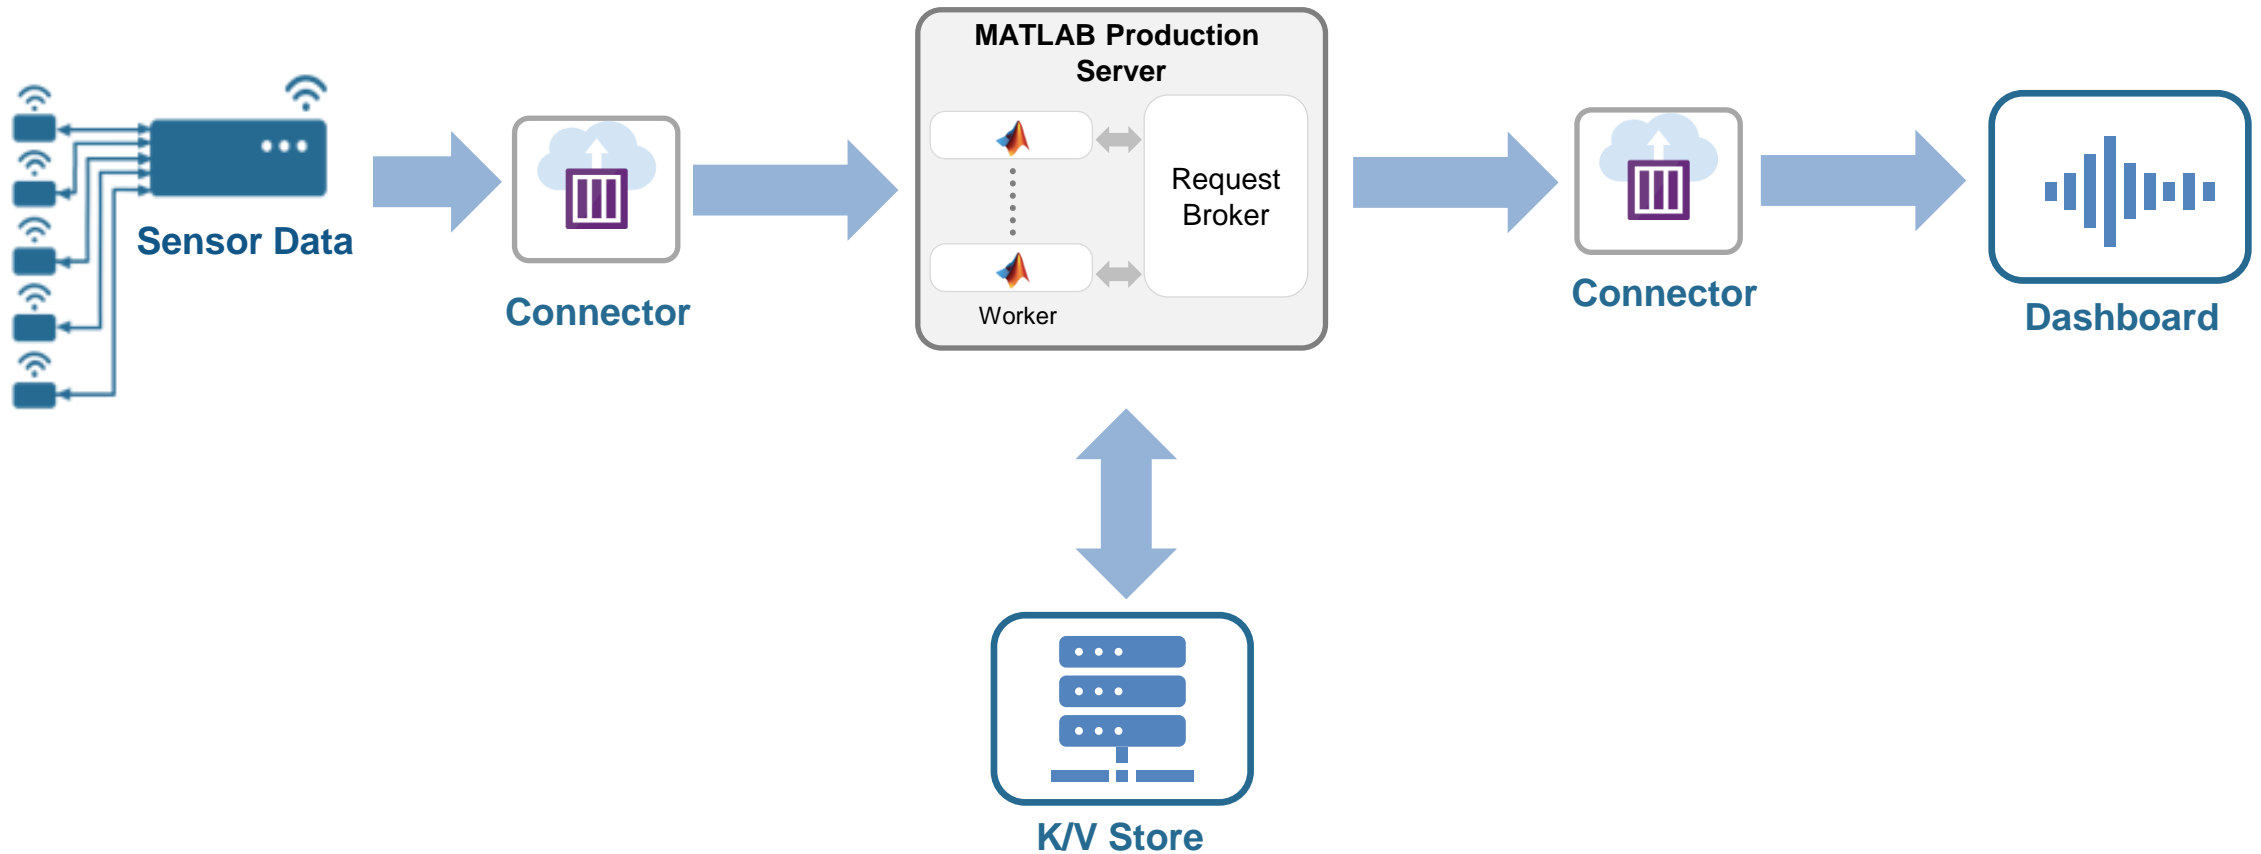 MATLAB Production
Server
Sensor Data
Connector
Request
Broker
Worker
Connector
Dashboard
K/V Store